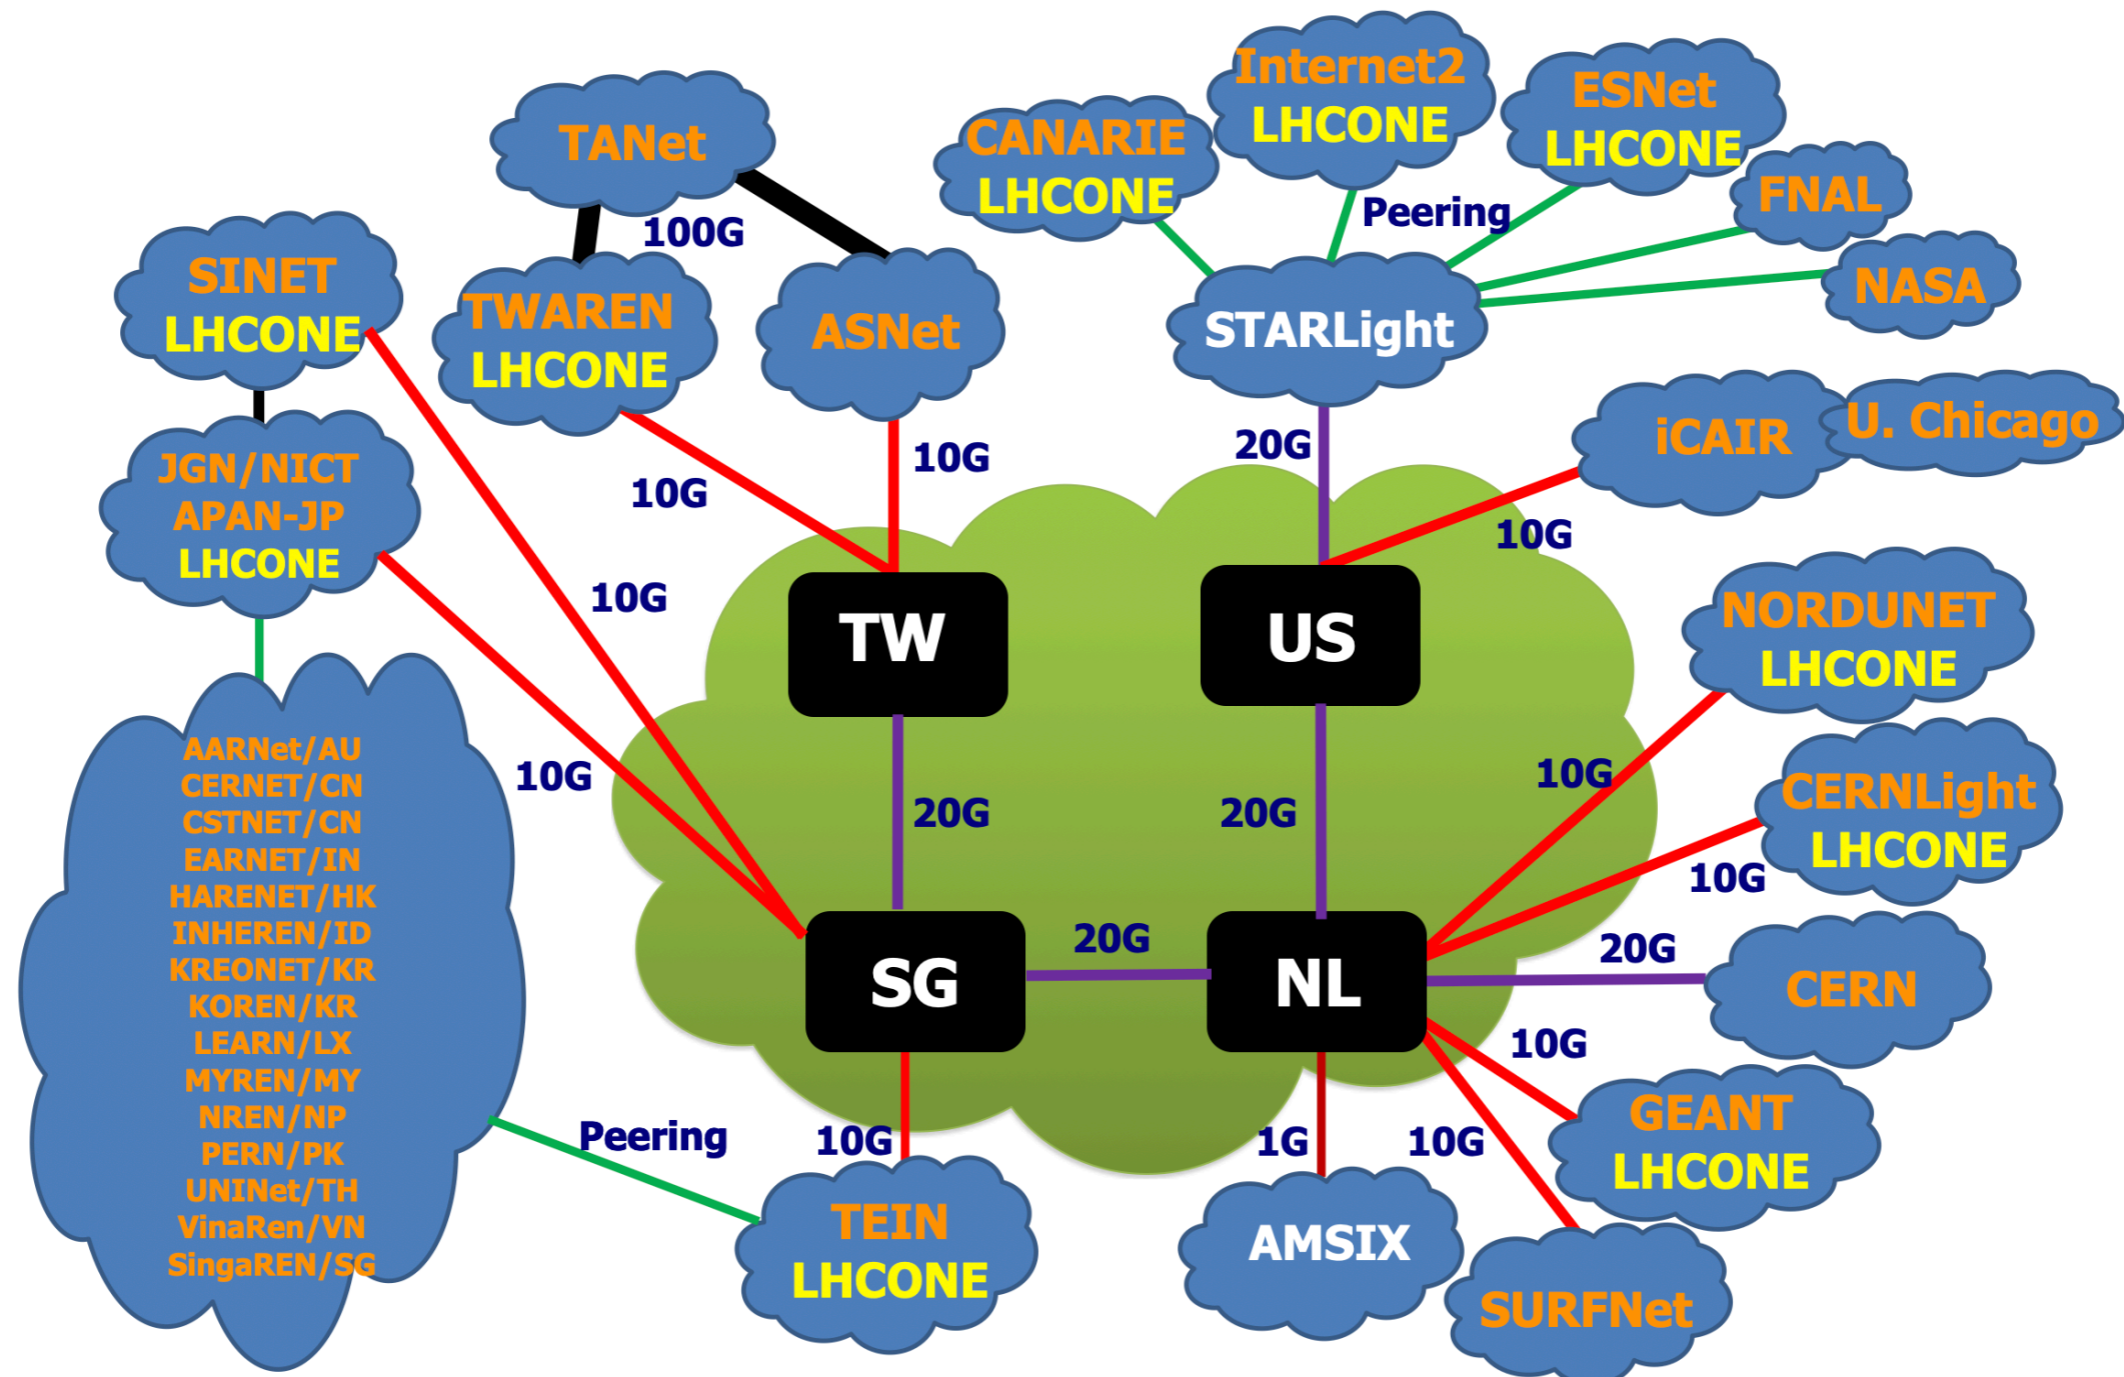 Internet2
LHCONE
ESNet
LHCONE
CANARIE
LHCONE
TANet
FNAL
Peering
100G
SINET
LHCONE
TWAREN
LHCONE
ASNet
STARLight
NASA
iCAIR
U. Chicago
20G
10G
10G
10G
JGN/NICT
APAN-JP
LHCONE
10G
TW
US
NORDUNET
LHCONE
10G
10G
20G
20G
CERNLight
LHCONE
10G
AARNet/AU
CERNET/CN
CSTNET/CN
EARNET/IN
HARENET/HK
INHEREN/ID
KREONET/KR
KOREN/KR
LEARN/LX
MYREN/MY
NREN/NP
PERN/PK
UNINet/TH
VinaRen/VN
SingaREN/SG
SG
20G
NL
20G
CERN
10G
Peering
10G
1G
10G
GEANT
LHCONE
TEIN
LHCONE
AMSIX
SURFNet